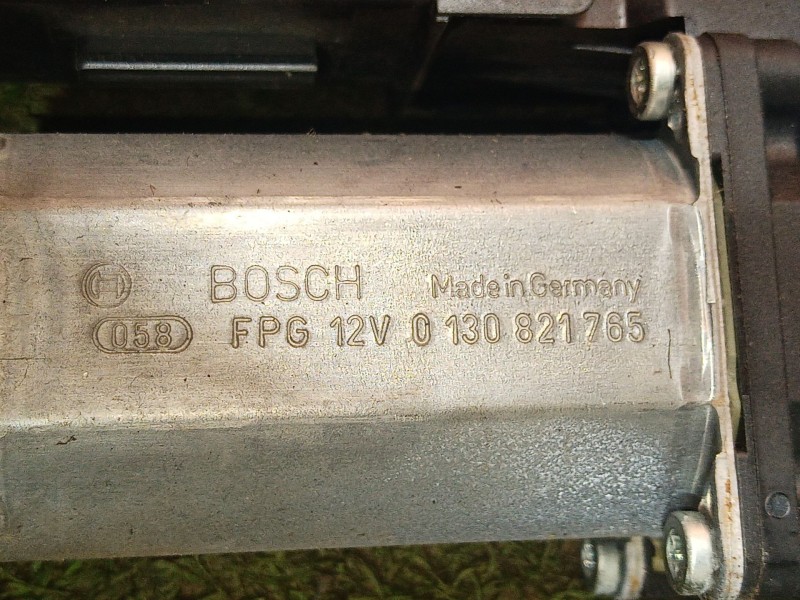 BOSCH Made in Germany
058 FPG 12V 0 130 821 765